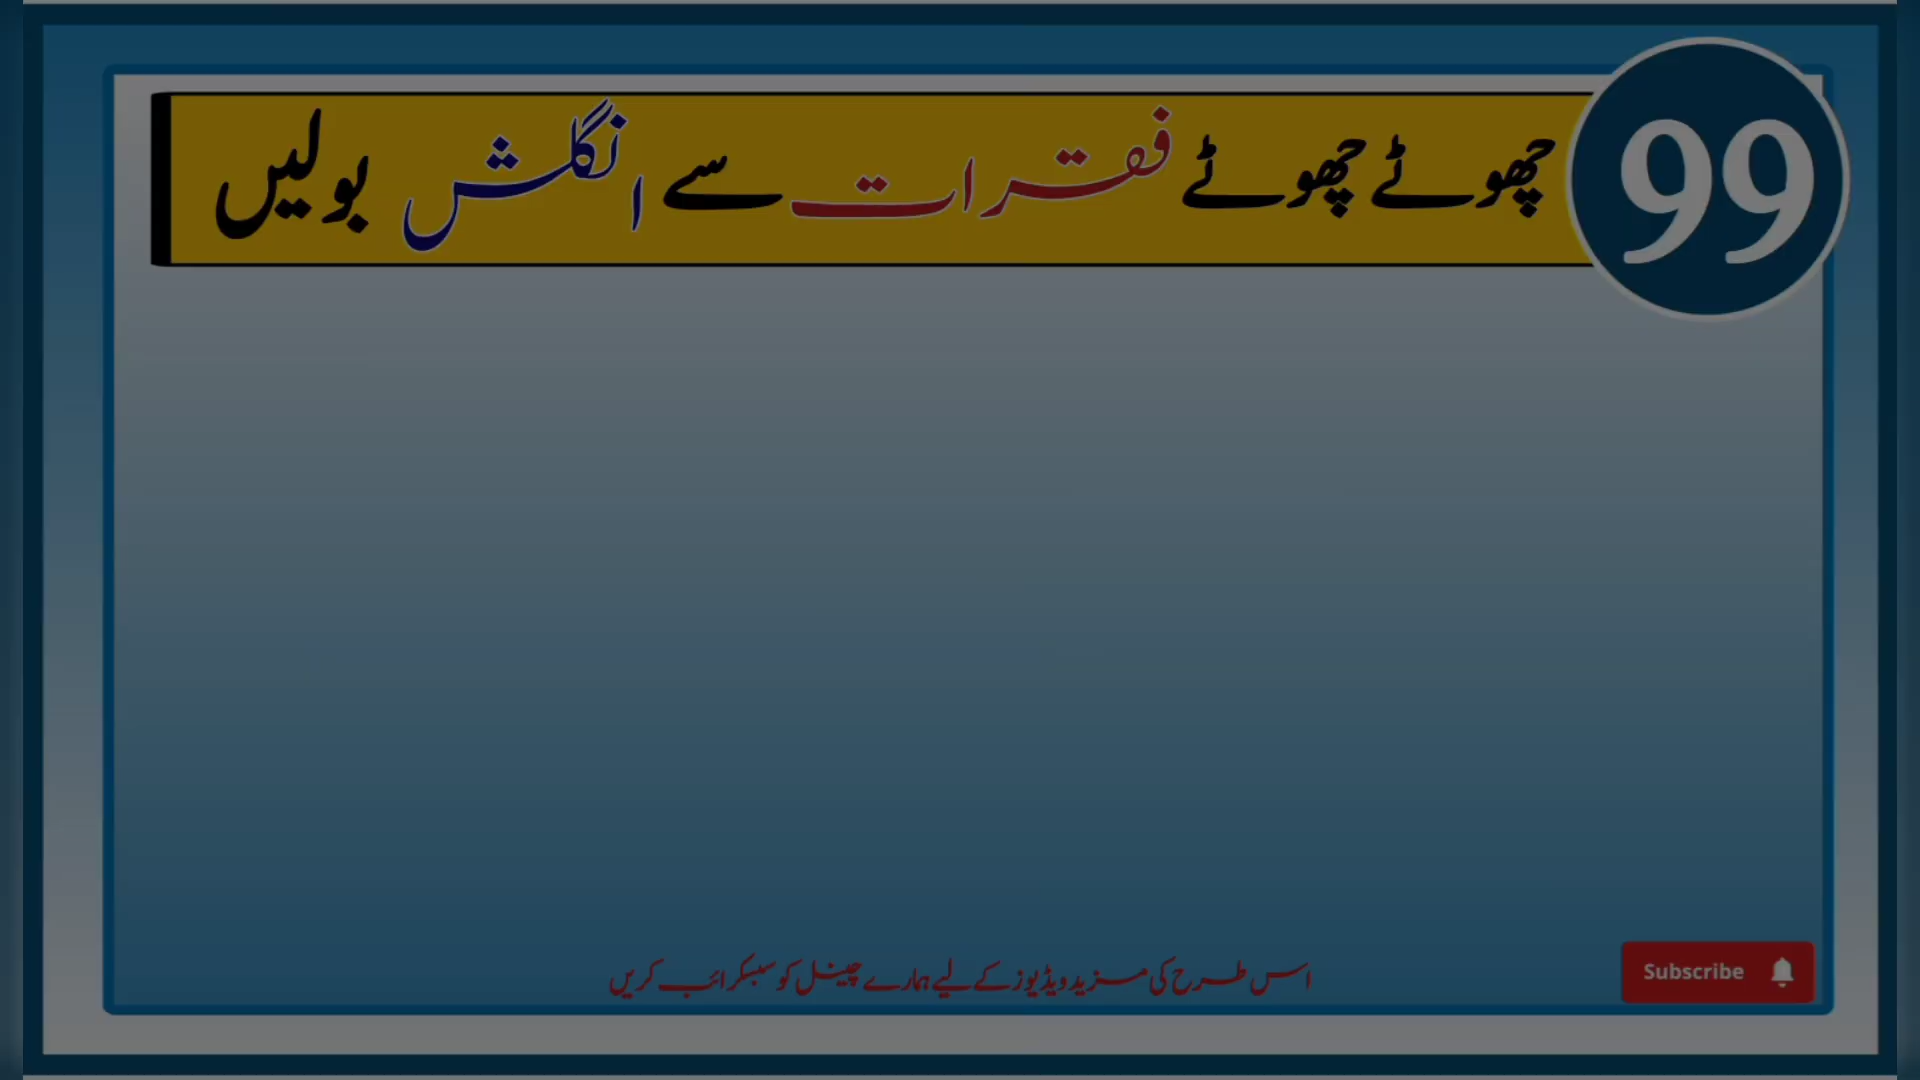 99 چھوٹے چھوٹے فقرات سے انگلش بولیں
اس طرح کی مزید ویڈیوز کے لیے ہمارے چینل کو سبسکرائب کریں
Subscribe